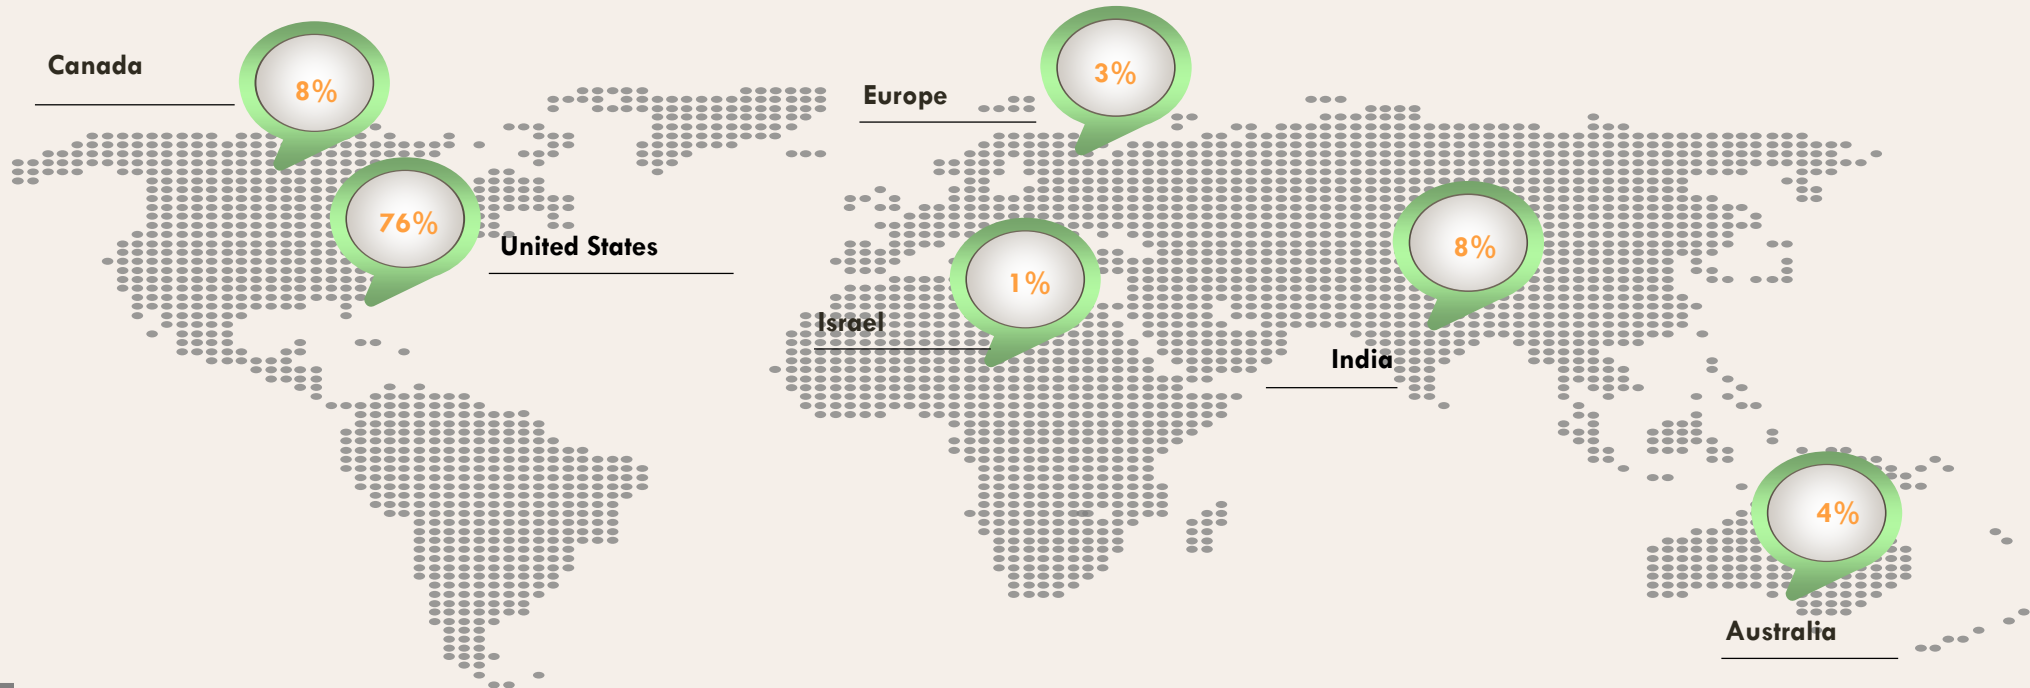 Canada
8%
Europe
3%
76%
United States
1%
Israel
8%
India
4%
Australia